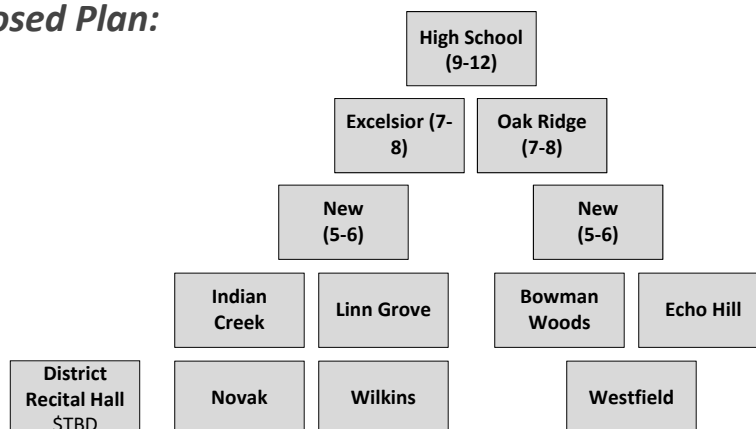 osed Plan:
High School
(9-12)
Excelsior (7-
8)
Oak Ridge
(7-8)
New
(5-6)
New
(5-6)
Indian
Creek
Linn Grove
Bowman
Woods
Echo Hill
District
Recital Hall
$TBD
Novak
Wilkins
Westfield